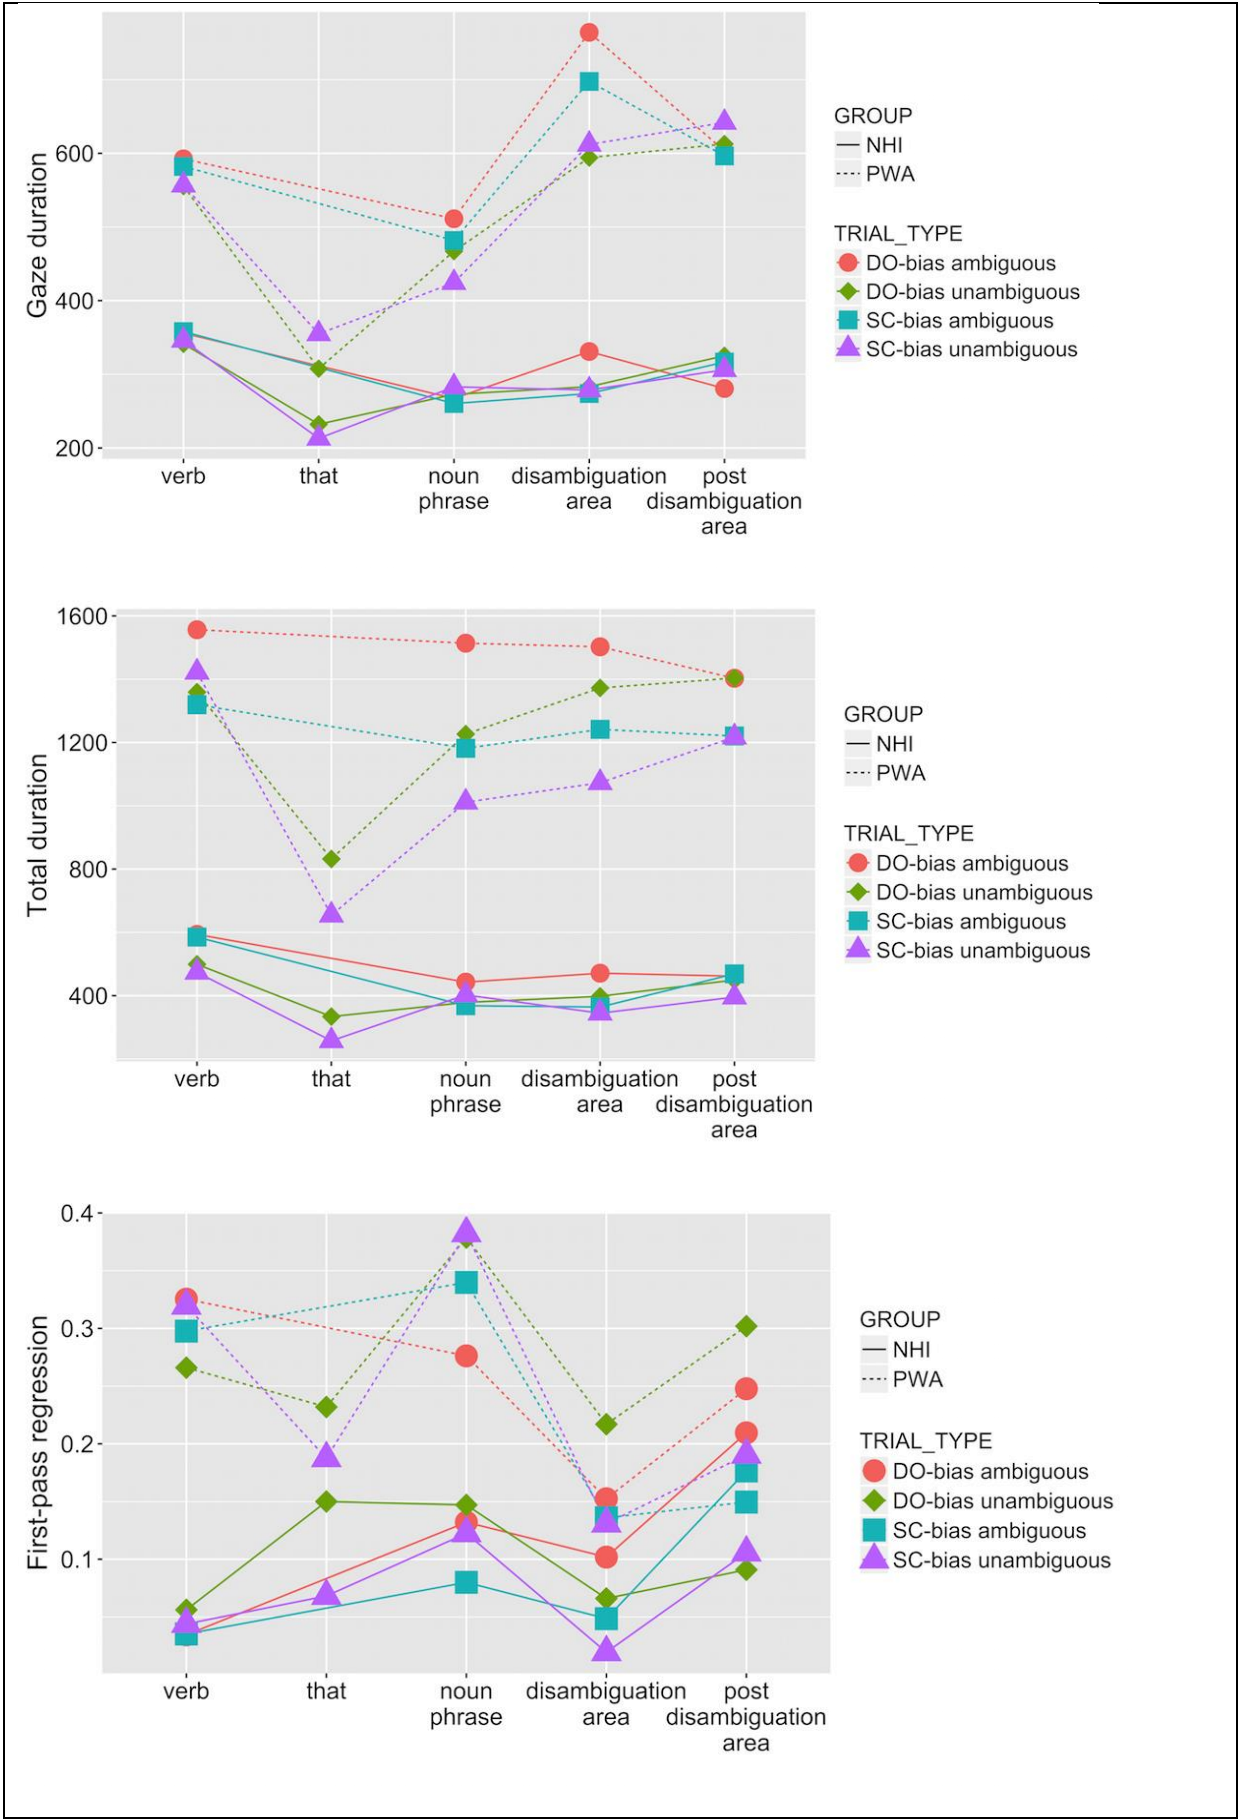 Gaze duration
600
400
200
verb that noun disambiguation post
phrase area disambiguation
area
GROUP
NHI
PWA
TRIAL_TYPE
DO-bias ambiguous
DO-bias unambiguous
SC-bias ambiguous
SC-bias unambiguous
Total duration
1600
1200
800
400
verb that noun disambiguation post
phrase area disambiguation
area
GROUP
NHI
PWA
TRIAL_TYPE
DO-bias ambiguous
DO-bias unambiguous
SC-bias ambiguous
SC-bias unambiguous
First-pass regression
0.4
0.3
0.2
0.1
verb that noun disambiguation post
phrase area disambiguation
area
GROUP
NHI
PWA
TRIAL_TYPE
DO-bias ambiguous
DO-bias unambiguous
SC-bias ambiguous
SC-bias unambiguous